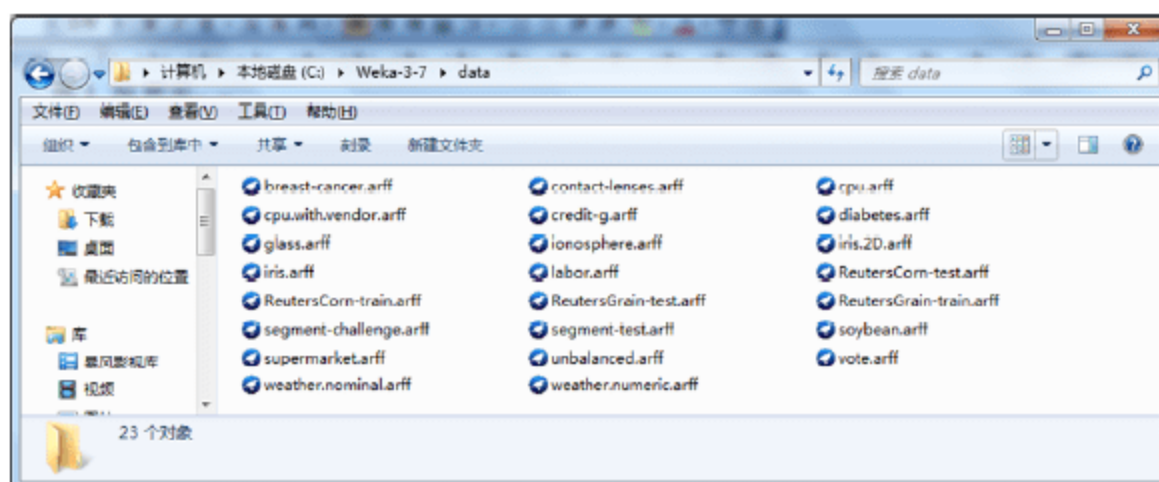 计算机 ▸ 本地磁盘 (C:) ▸ Weka-3-7 ▸ data 搜索 data
文件(F) 编辑(E) 查看(V) 工具(T) 帮助(H)
组织 包含到库中 共享 刻录 新建文件夹
收藏夹
下载
桌面
最近访问的位置
库
暴风影视库
视频
breast-cancer.arff contact-lenses.arff cpu.arff
cpu.with.vendor.arff credit-g.arff diabetes.arff
glass.arff ionosphere.arff iris.2D.arff
iris.arff labor.arff ReutersCorn-test.arff
ReutersCorn-train.arff ReutersGrain-test.arff ReutersGrain-train.arff
segment-challenge.arff segment-test.arff soybean.arff
supermarket.arff unbalanced.arff vote.arff
weather.nominal.arff weather.numeric.arff
23 个对象